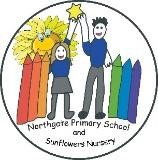 Northgate Primary School
and
Sunflowers Nursery